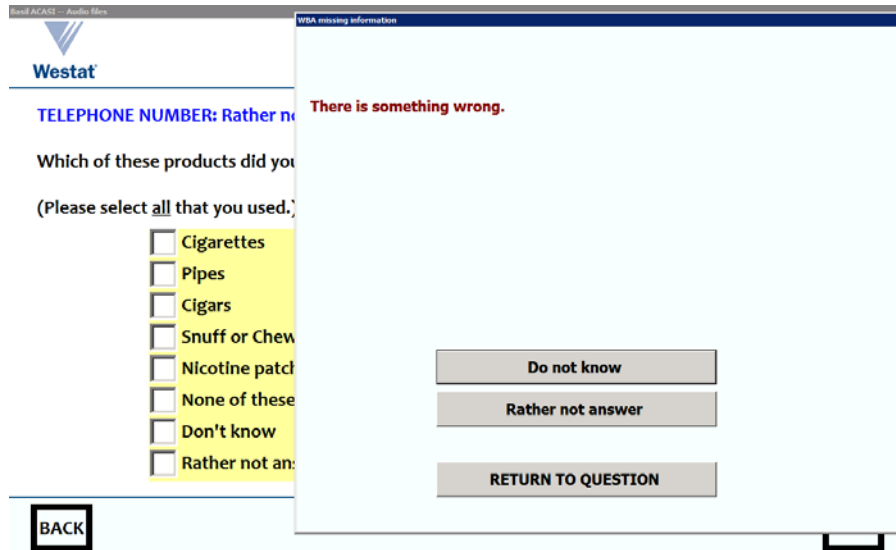 Basil ACASI -- Audio files
WBA missing information
Westat
There is something wrong.
TELEPHONE NUMBER: Rather
Which of these products did
(Please select all that you used.)
Cigarettes
Pipes
Cigars
Snuff or Chew
Nicotine patch
None of these
Don't know
Rather not
Do not know
Rather not answer
RETURN TO QUESTION
BACK